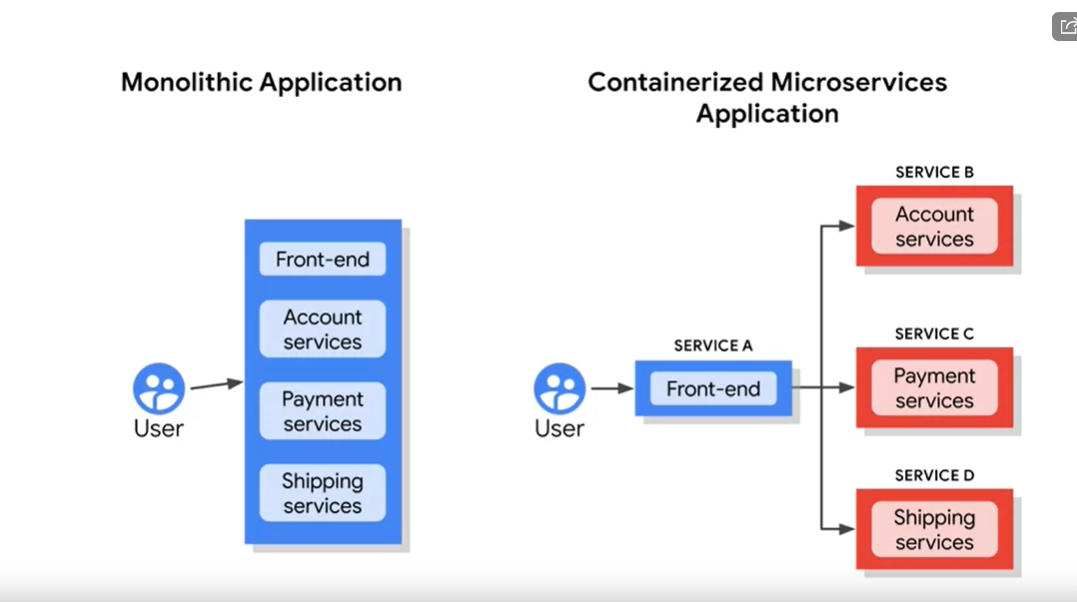 Monolithic Application
Front-end
Account
services
Payment
services
Shipping
services
User
Containerized Microservices
Application
User
SERVICE A
Front-end
SERVICE B
Account
services
SERVICE C
Payment
services
SERVICE D
Shipping
services